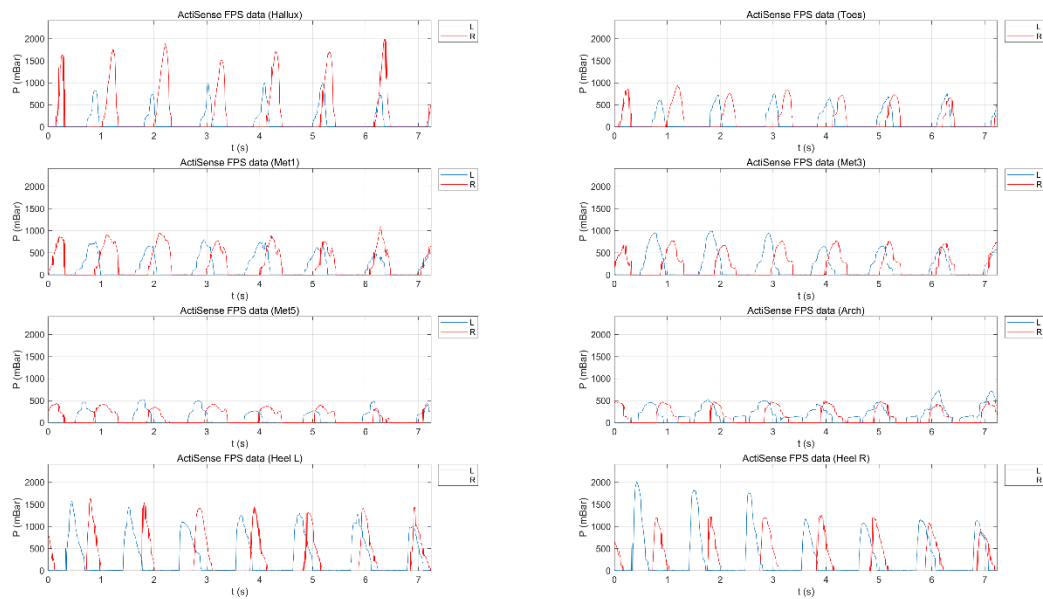 ActiSense FPS data (Hallux)
P (mBar)
2000
1500
1000
500
0
0 1 2 3 4 5 6 7
t (s)
L
R
ActiSense FPS data (Toes)
P (mBar)
2000
1500
1000
500
0
0 1 2 3 4 5 6 7
t (s)
L
R
ActiSense FPS data (Met1)
P (mBar)
2000
1500
1000
500
0
0 1 2 3 4 5 6 7
t (s)
L
R
ActiSense FPS data (Met3)
P (mBar)
2000
1500
1000
500
0
0 1 2 3 4 5 6 7
t (s)
L
R
ActiSense FPS data (Met5)
P (mBar)
2000
1500
1000
500
0
0 1 2 3 4 5 6 7
t (s)
L
R
ActiSense FPS data (Arch)
P (mBar)
2000
1500
1000
500
0
0 1 2 3 4 5 6 7
t (s)
L
R
ActiSense FPS data (Heel L)
P (mBar)
2000
1500
1000
500
0
0 1 2 3 4 5 6 7
t (s)
L
R
ActiSense FPS data (Heel R)
P (mBar)
2000
1500
1000
500
0
0 1 2 3 4 5 6 7
t (s)
L
R